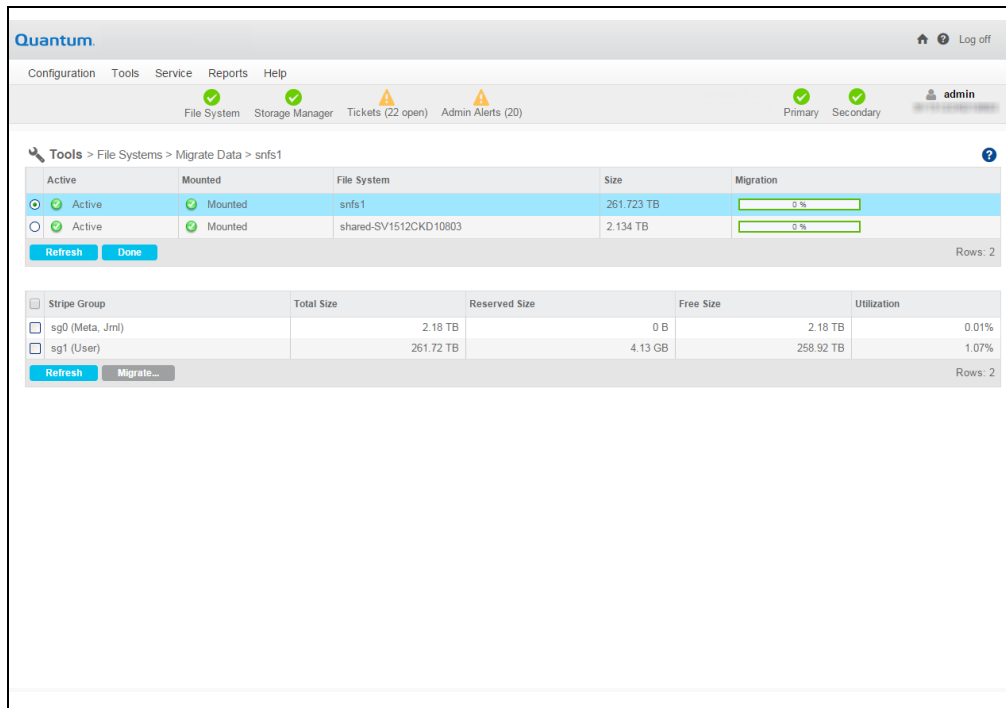 Quantum.
Log off
Configuration Tools Service Reports Help
File System Storage Manager Tickets (22 open) Admin Alerts (20) Primary Secondary admin
Tools > File Systems > Migrate Data > snfs1
Active Mounted File System Size Migration
Active Mounted snfs1 261.723 TB 0 %
Active Mounted shared-SV1512CKD10803 2.134 TB 0 %
Refresh Done Rows: 2
Stripe Group Total Size Reserved Size Free Size Utilization
sg0 (Meta, Jrnl) 2.18 TB 0 B 2.18 TB 0.01%
sg1 (User) 261.72 TB 4.13 GB 258.92 TB 1.07%
Refresh Migrate... Rows: 2